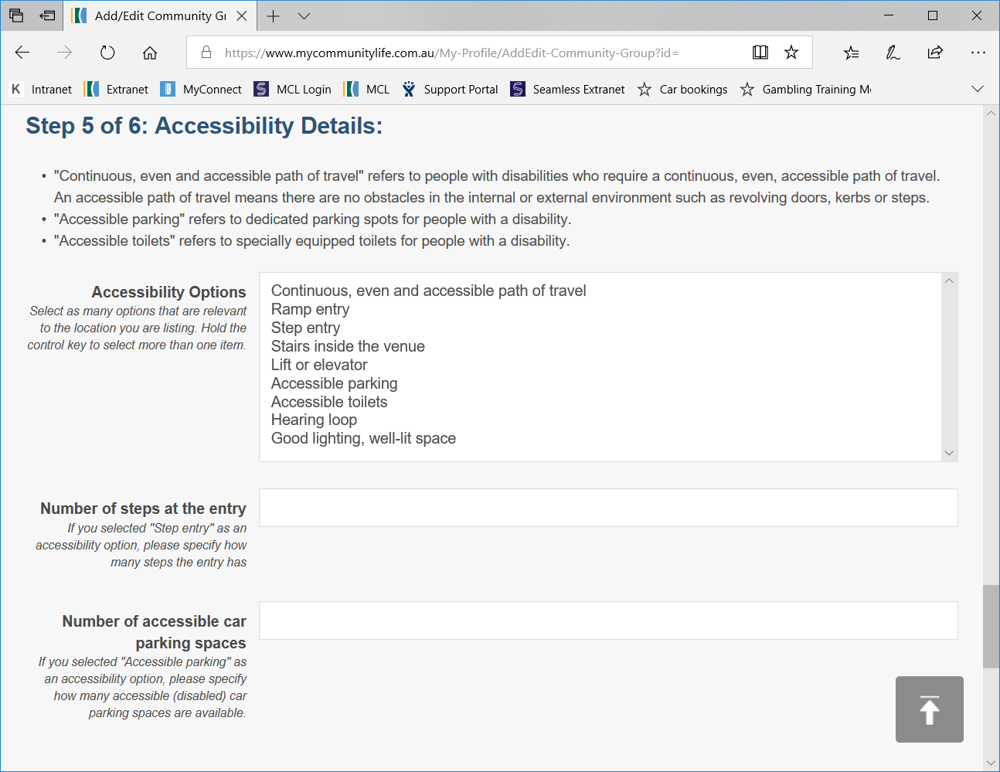 Add/Edit Community Gr
https://www.mycommunitylife.com.au/My-Profile/AddEdit-Community-Group?id=
K Intranet Extranet MyConnect S MCL Login MCL Support Portal S Seamless Extranet Car bookings Gambling Training M
Step 5 of 6: Accessibility Details:
• "Continuous, even and accessible path of travel" refers to people with disabilities who require a continuous, even, accessible path of travel.
An accessible path of travel means there are no obstacles in the internal or external environment such as revolving doors, kerbs or steps.
• "Accessible parking" refers to dedicated parking spots for people with a disability.
• "Accessible toilets" refers to specially equipped toilets for people with a disability.
Accessibility Options
Select as many options that are relevant
to the location you are listing. Hold the
control key to select more than one item.
Continuous, even and accessible path of travel
Ramp entry
Step entry
Stairs inside the venue
Lift or elevator
Accessible parking
Accessible toilets
Hearing loop
Good lighting, well-lit space
Number of steps at the entry
If you selected "Step entry" as an
accessibility option, please specify how
many steps the entry has
Number of accessible car
parking spaces
If you selected "Accessible parking" as
an accessibility option, please specify
how many accessible (disabled) car
parking spaces are available.